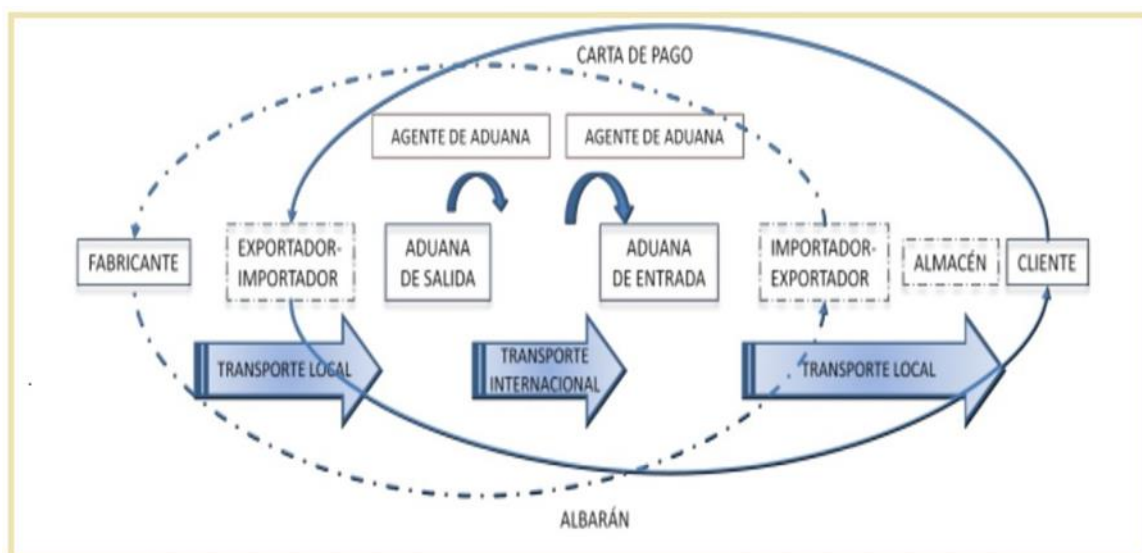 CARTA DE PAGO
AGENTE DE ADUANA
AGENTE DE ADUANA
FABRICANTE
EXPORTADOR-
IMPORTADOR
ADUANA
DE SALIDA
ADUANA
DE ENTRADA
IMPORTADOR-
EXPORTADOR
ALMACÉN
CLIENTE
TRANSPORTE LOCAL
TRANSPORTE
INTERNACIONAL
TRANSPORTE LOCAL
ALBARÁN